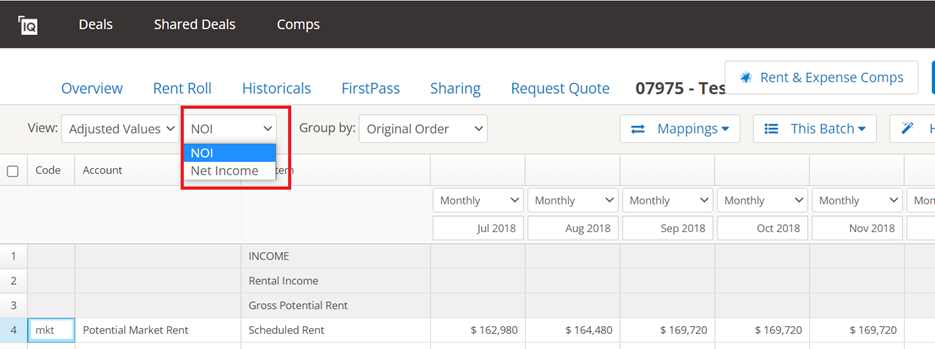 IQ Deals Shared Deals Comps
Overview Rent Roll Historicals FirstPass Sharing Request Quote 07975 - Tes Rent & Expense Comps
View: Adjusted Values NOI Group by: Original Order Mappings This Batch H
NOI
Net Income
Code Account tem
Monthly Monthly Monthly Monthly Monthly Mon
Jul 2018 Aug 2018 Sep 2018 Oct 2018 Nov 2018
1 INCOME
2 Rental Income
3 Gross Potential Rent
4 mkt Potential Market Rent Scheduled Rent $ 162,980 $ 164,480 $ 169,720 $ 169,720 $ 169,720